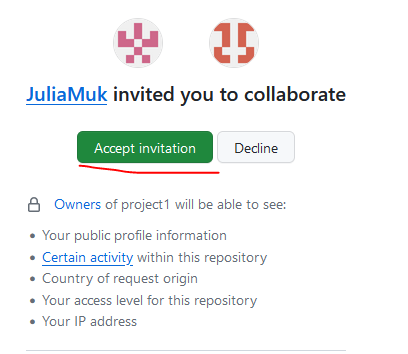 JuliaMuk invited you to collaborate
Accept invitation
Decline
Owners of project1 will be able to see:
Your public profile information
Certain activity within this repository
Country of request origin
Your access level for this repository
Your IP address